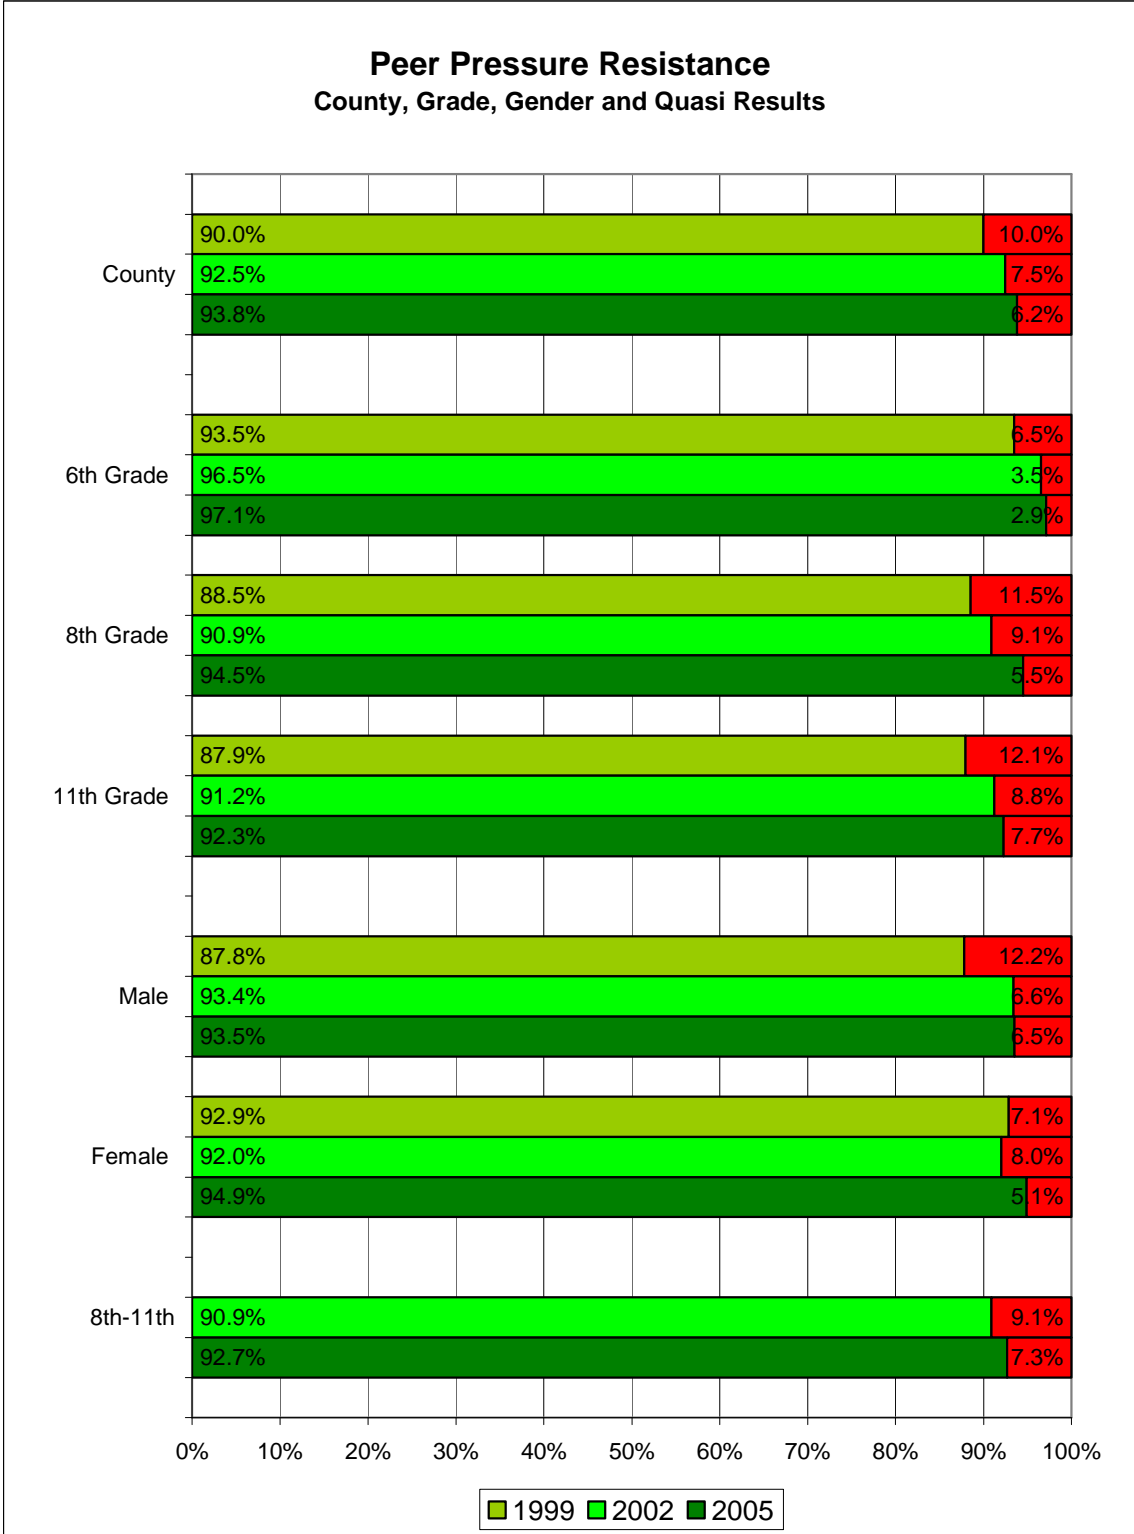 Peer Pressure Resistance
County, Grade, Gender and Quasi Results
90.0% 10.0%
County 92.5% 7.5%
93.8% 6.2%
93.5% 6.5%
6th Grade 96.5% 3.5%
97.1% 2.9%
88.5% 11.5%
8th Grade 90.9% 9.1%
94.5% 5.5%
87.9% 12.1%
11th Grade 91.2% 8.8%
92.3% 7.7%
87.8% 12.2%
Male 93.4% 6.6%
93.5% 6.5%
92.9% 7.1%
Female 92.0% 8.0%
94.9% 5.1%
8th-11th 90.9% 9.1%
92.7% 7.3%
0% 10% 20% 30% 40% 50% 60% 70% 80% 90% 100%
1999 2002 2005